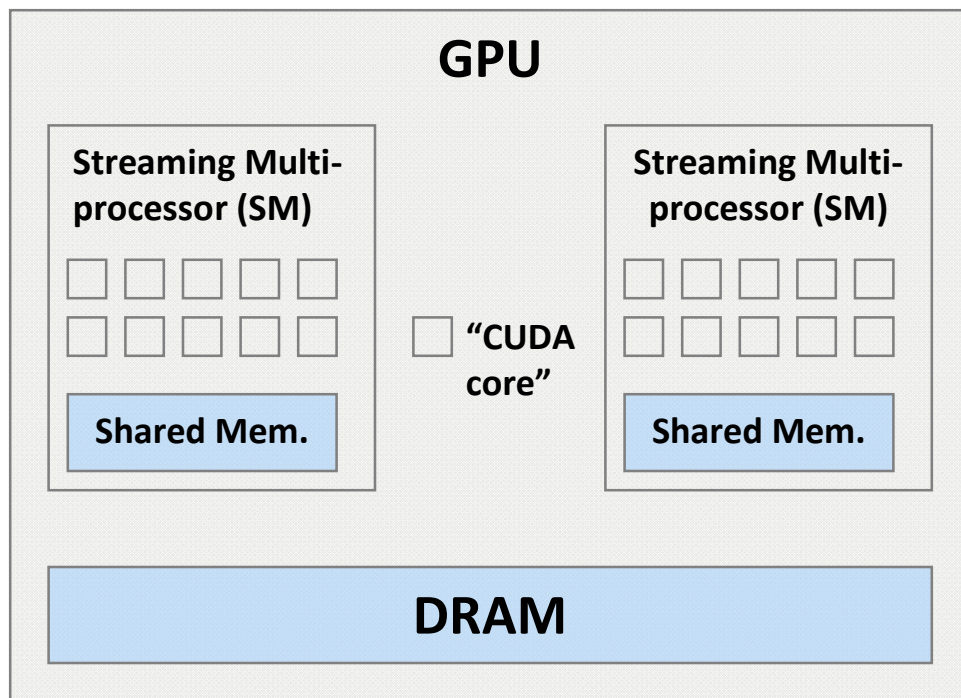 GPU
Streaming Multi-
processor (SM)
Streaming Multi-
processor (SM)
“CUDA
core”
Shared Mem.
Shared Mem.
DRAM